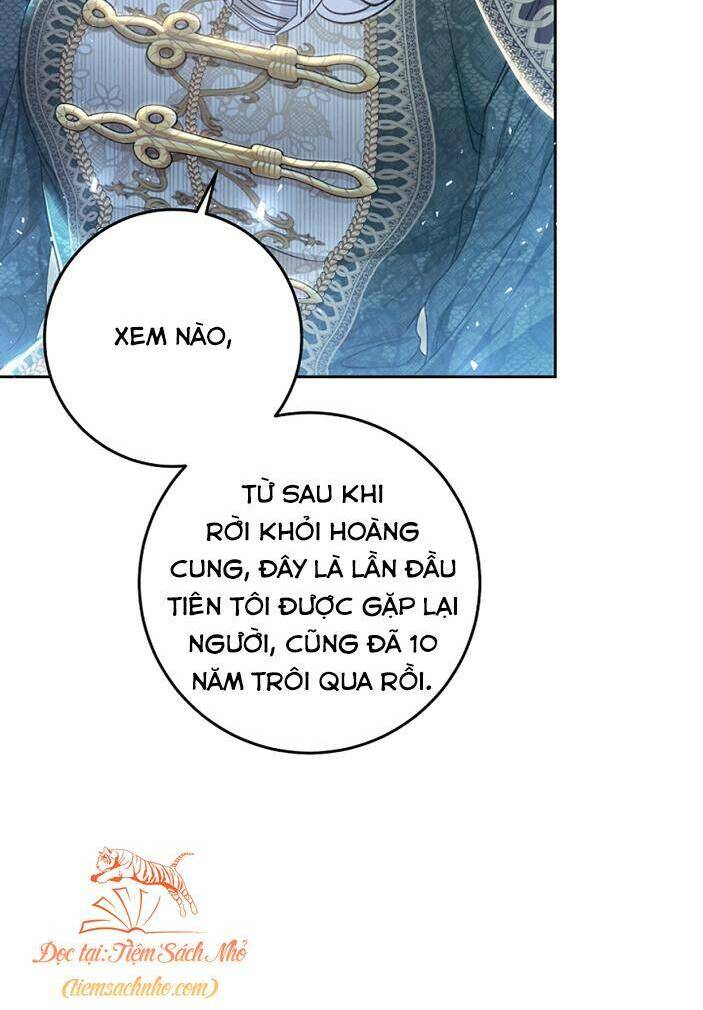 XEM NÀO,
TỪ SAU KHI
RỜI KHỎI HOÀNG
CUNG, ĐÂY LÀ LẦN ĐẦU
TIÊN TÔI ĐƯỢC GẶP LẠI
NGƯỜI, CŨNG ĐÃ 10
NĂM TRÔI QUA RỒI.
Đọc tại: Tiệm Sách Nhỏ
(tiemsachnho.com)